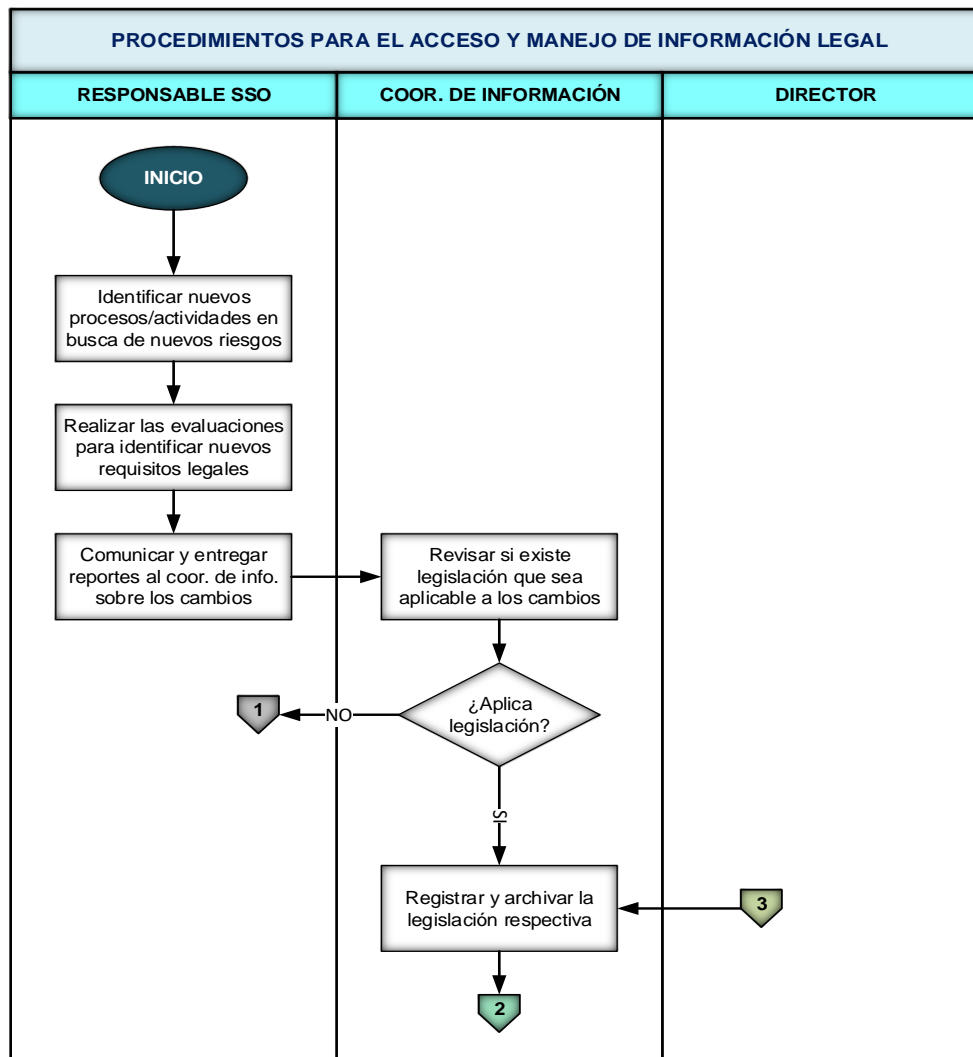 PROCEDIMIENTOS PARA EL ACCESO Y MANEJO DE INFORMACIÓN LEGAL
RESPONSABLE SSO
COOR. DE INFORMACIÓN
DIRECTOR
INICIO
Identificar nuevos
procesos/actividades en
busca de nuevos riesgos
Realizar las evaluaciones
para identificar nuevos
requisitos legales
Comunicar y entregar
reportes al coor. de info.
sobre los cambios
Revisar si existe
legislación que sea
aplicable a los cambios
¿Aplica
legislación?
NO
1
SI
Registrar y archivar la
legislación respectiva
3
2